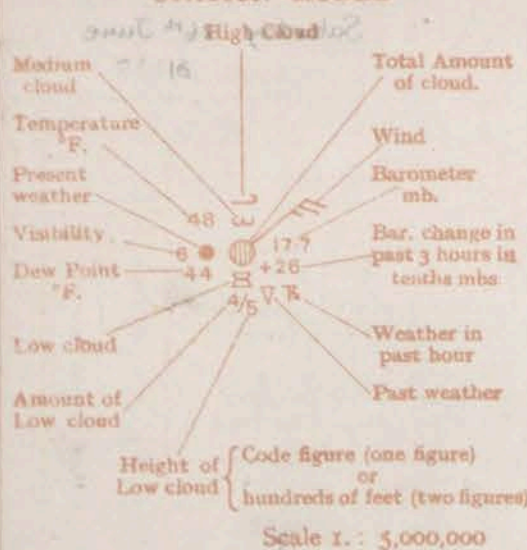 High Cloud
Medium cloud
Total Amount of cloud.
Temperature °F.
Wind
Present weather
Barometer mb.
48
Visibility
6
17.7
Bar. change in past 3 hours in tenths mbs
+26
Dew Point °F.
44
4/5
Low cloud
Weather in past hour
Amount of Low cloud
Past weather
Height of Low cloud
Code figure (one figure)
or
hundreds of feet (two figures)
Scale 1. : 5,000,000